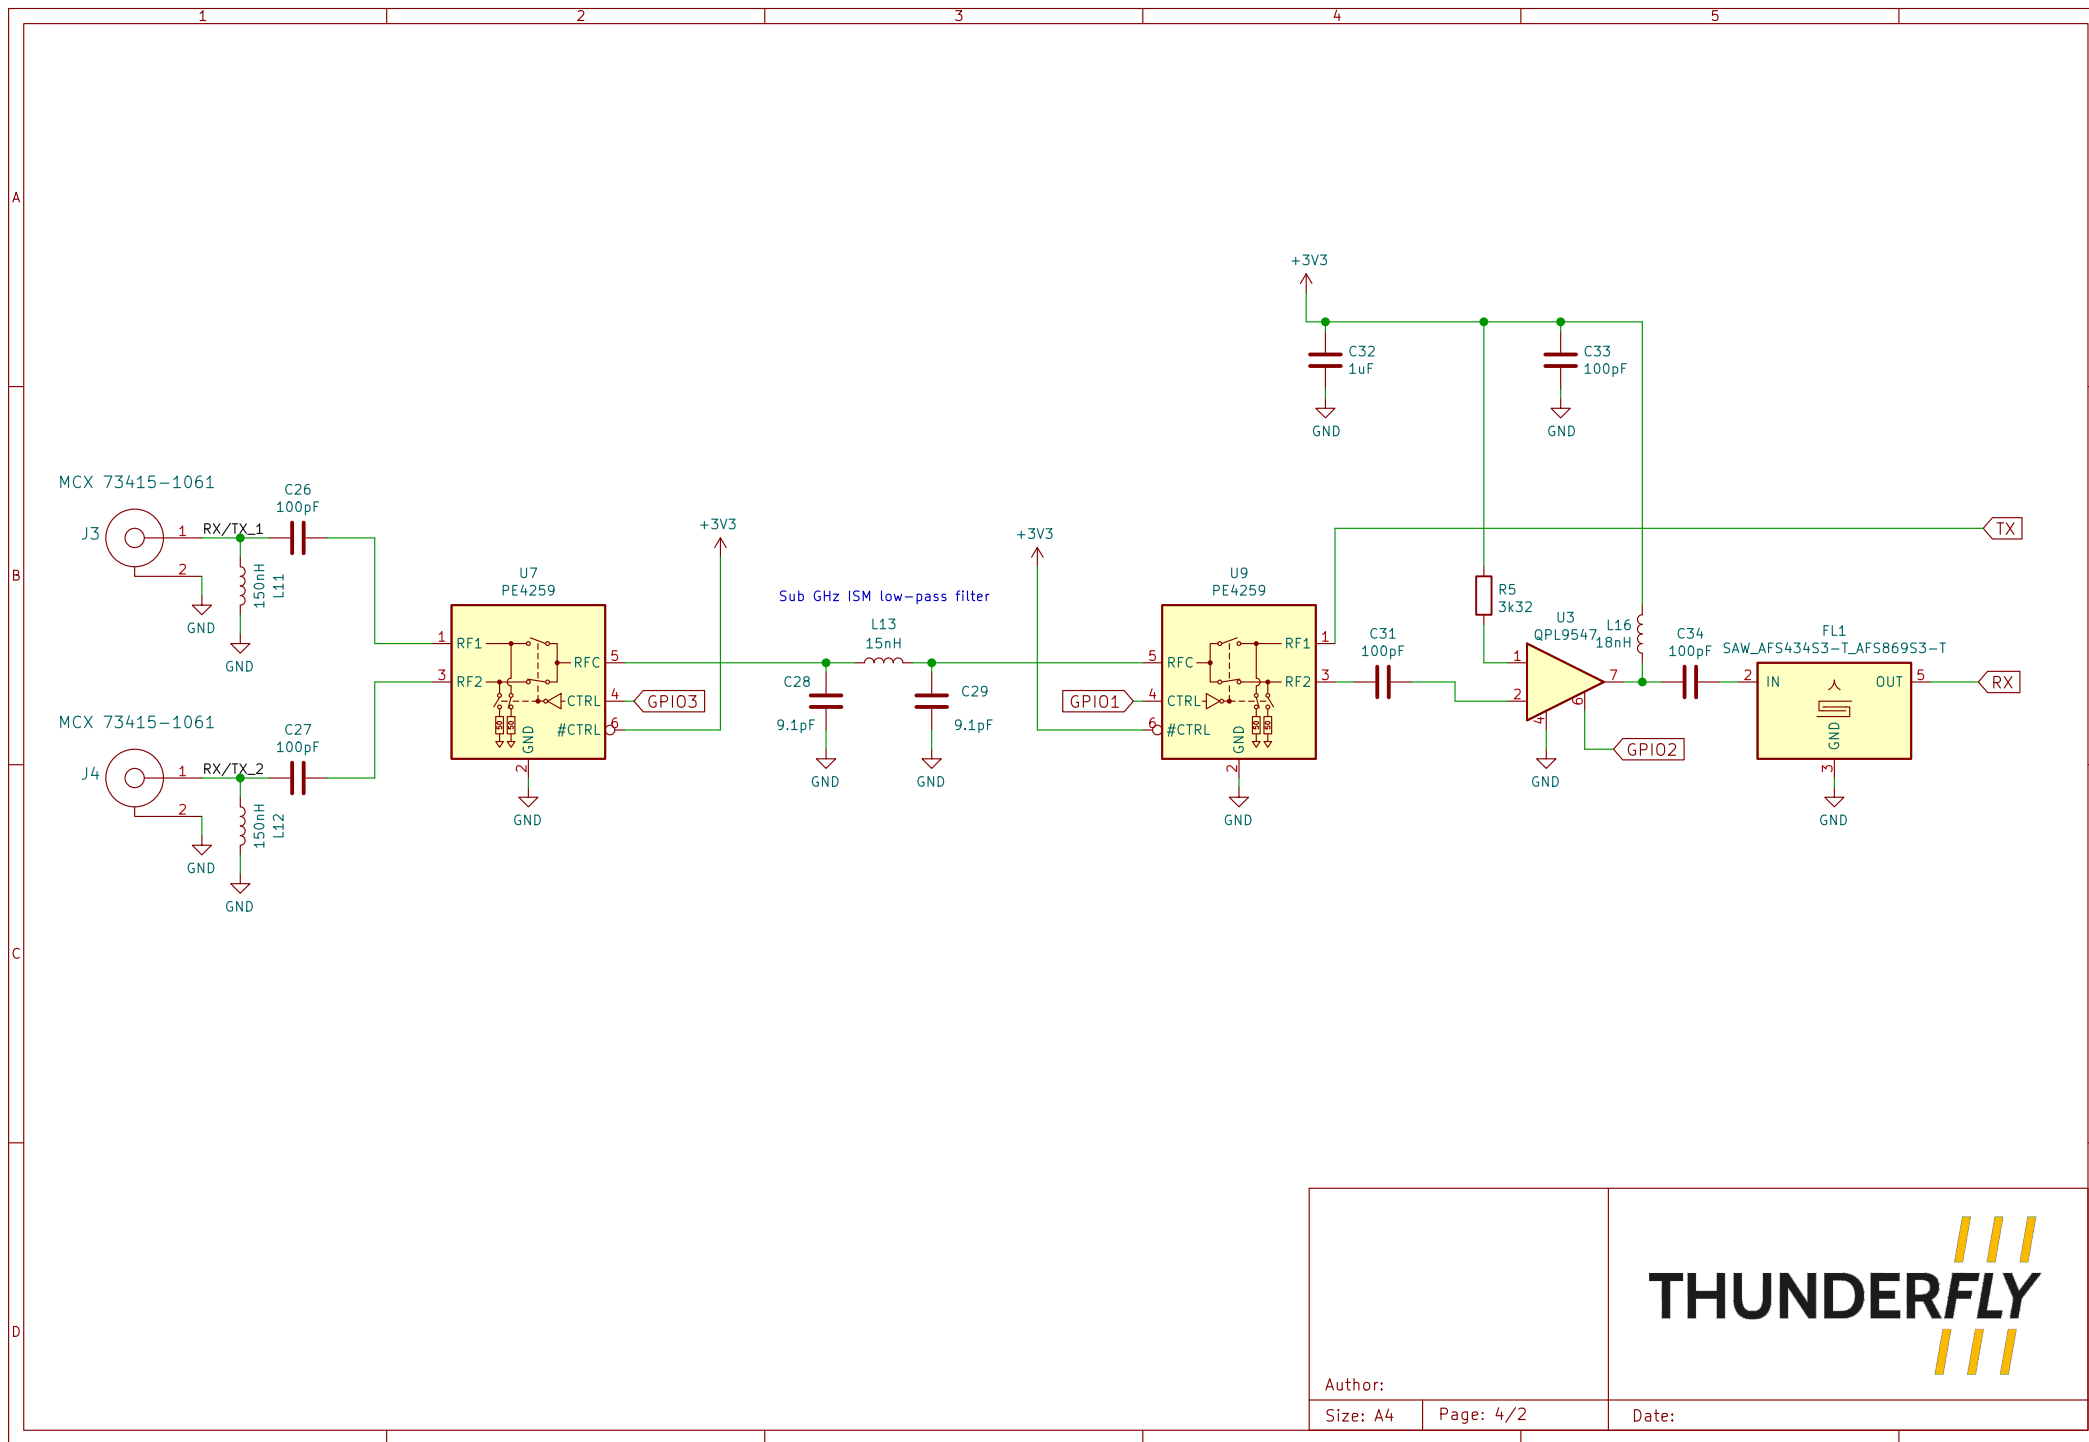 1 2 3 4 5
A
+3V3
C32
1uF
GND
C33
100pF
GND
MCX 73415-1061
J3
1
2
RX/TX_1
C26
100pF
150nH
L11
GND
GND
B
MCX 73415-1061
J4
1
2
RX/TX_2
C27
100pF
150nH
L12
GND
GND
U7
PE4259
1
RF1
3
RF2
RFC
5
CTRL
4
#CTRL
6
50
50
GND
2
GND
GPIO3
+3V3
Sub GHz ISM low-pass filter
L13
15nH
C28
9.1pF
GND
C29
9.1pF
GND
+3V3
GPIO1
U9
PE4259
5
RFC
4
CTRL
6
#CTRL
RF1
1
RF2
3
50
50
GND
2
GND
TX
C31
100pF
R5
3k32
U3
QPL9547
1
2
4
6
7
GND
GPIO2
L16
18nH
C34
100pF
FL1
SAW_AFS434S3-T_AFS869S3-T
2
IN
OUT
5
GND
3
GND
RX
C
D
THUNDERFLY
Author:
Size: A4
Page: 4/2
Date: